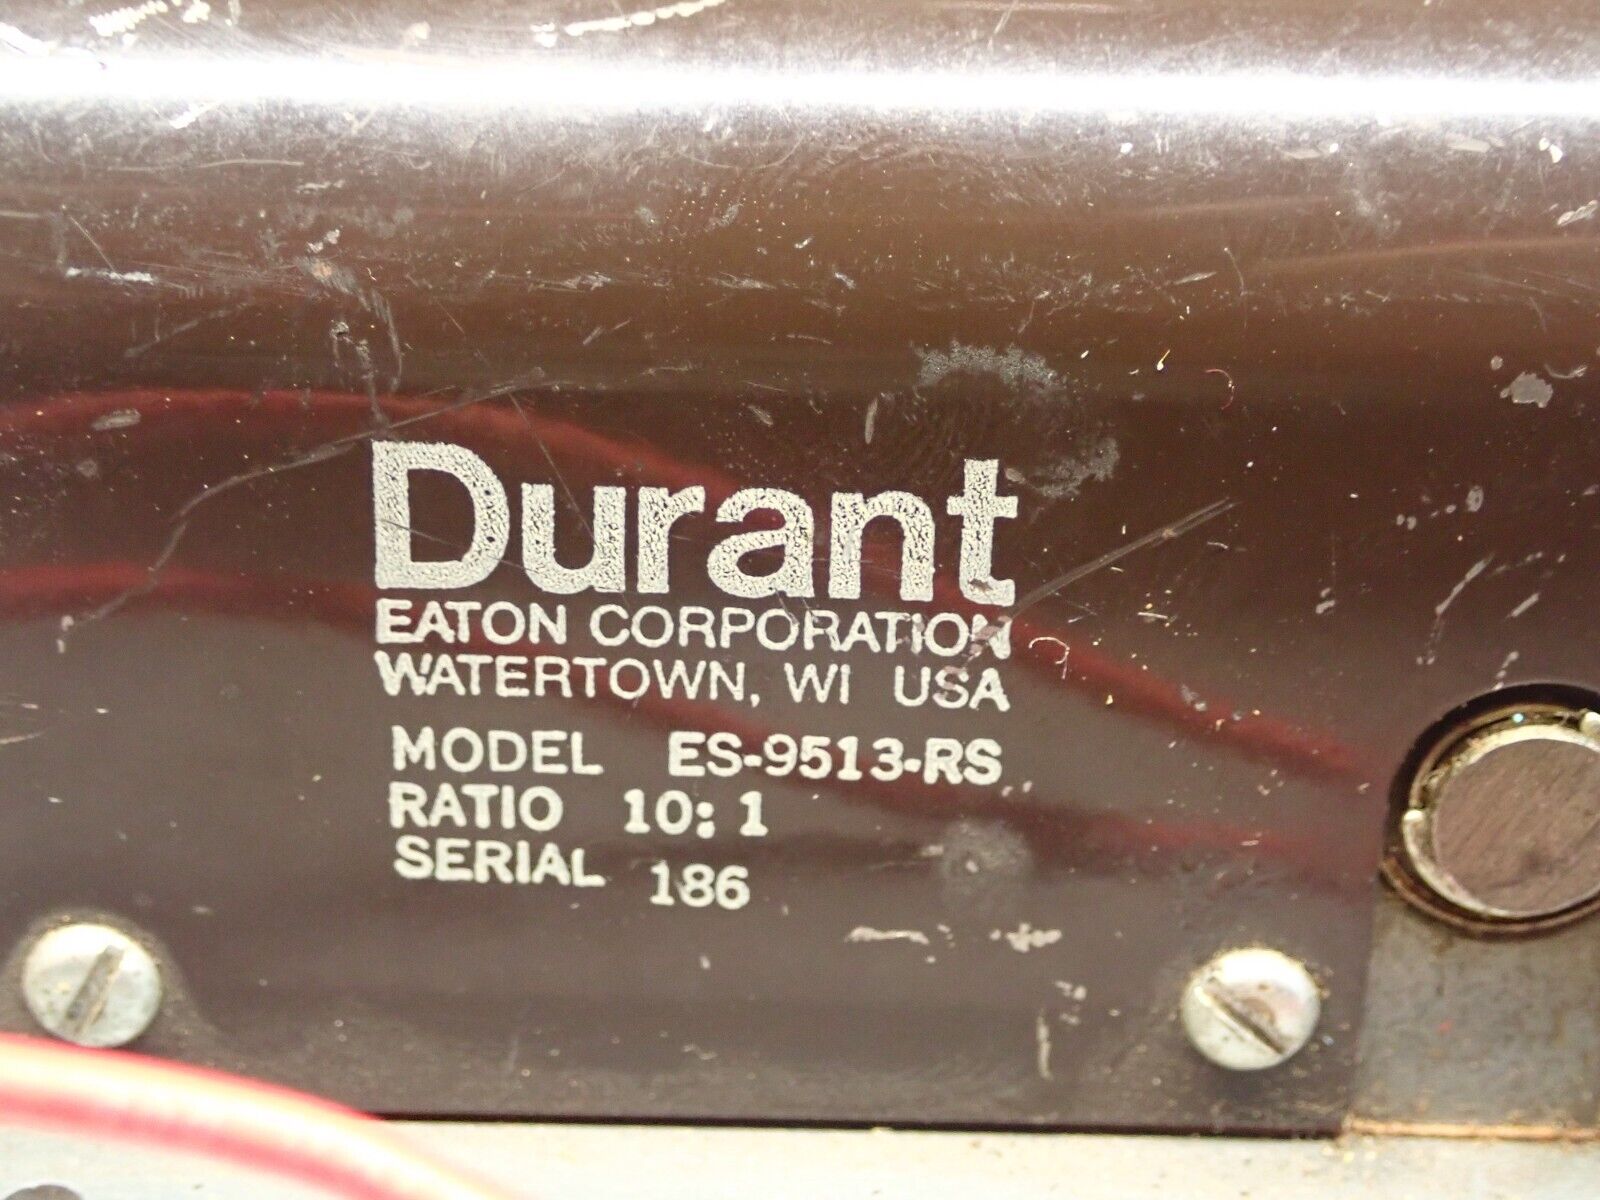 Durant
EATON CORPORATION
WATERTOWN, WI USA
MODEL ES-9513-RS
RATIO 10:1
SERIAL 186